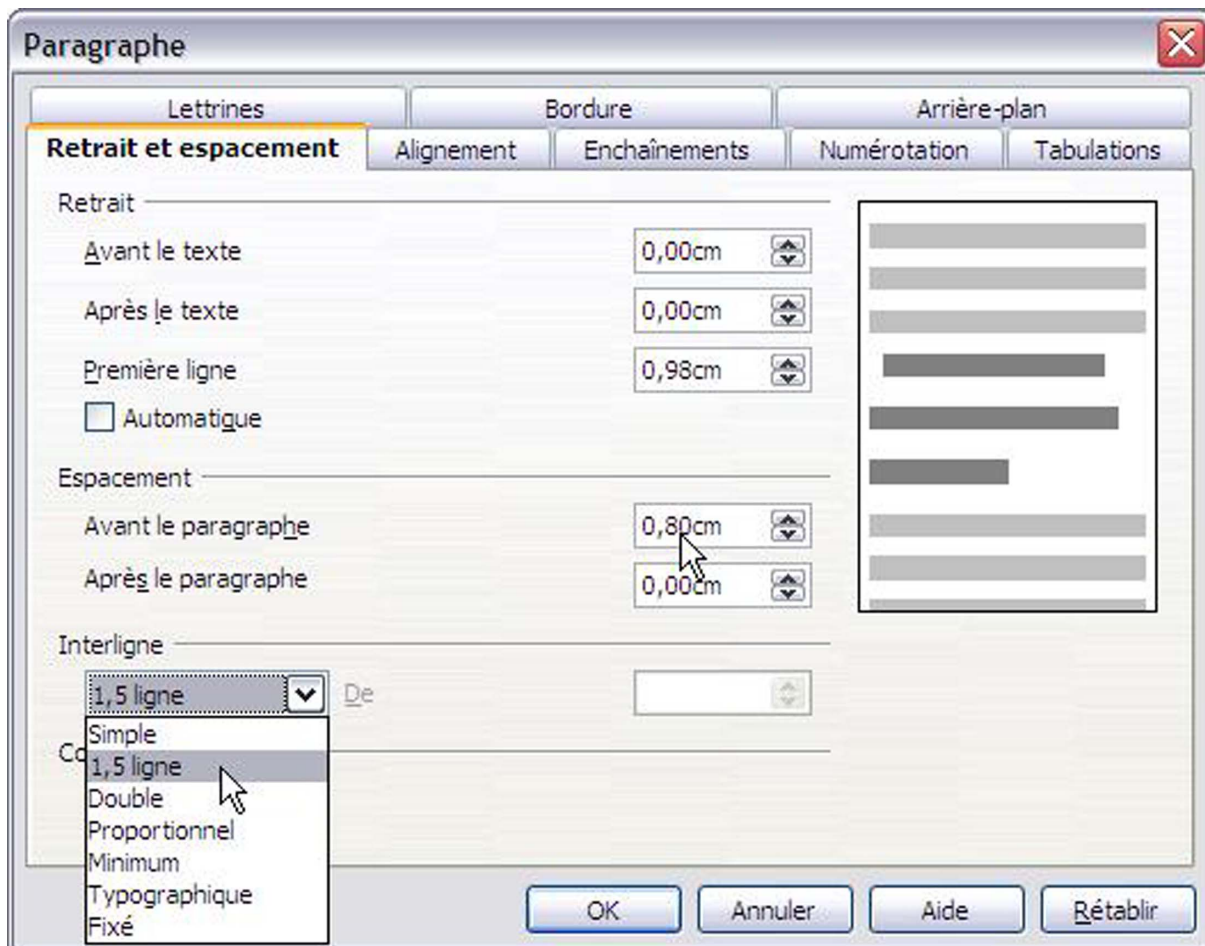 Paragraphe
Lettrines Bordure Arrière-plan
Retrait et espacement Alignement Enchaînements Numérotation Tabulations
Retrait
Avant le texte 0,00cm
Après le texte 0,00cm
Première ligne 0,98cm
Automatique
Espacement
Avant le paragraphe 0,80cm
Après le paragraphe 0,00cm
Interligne
1,5 ligne De
Simple
1,5 ligne
Double
Proportionnel
Minimum
Typographique
Fixé
OK Annuler Aide Rétablir